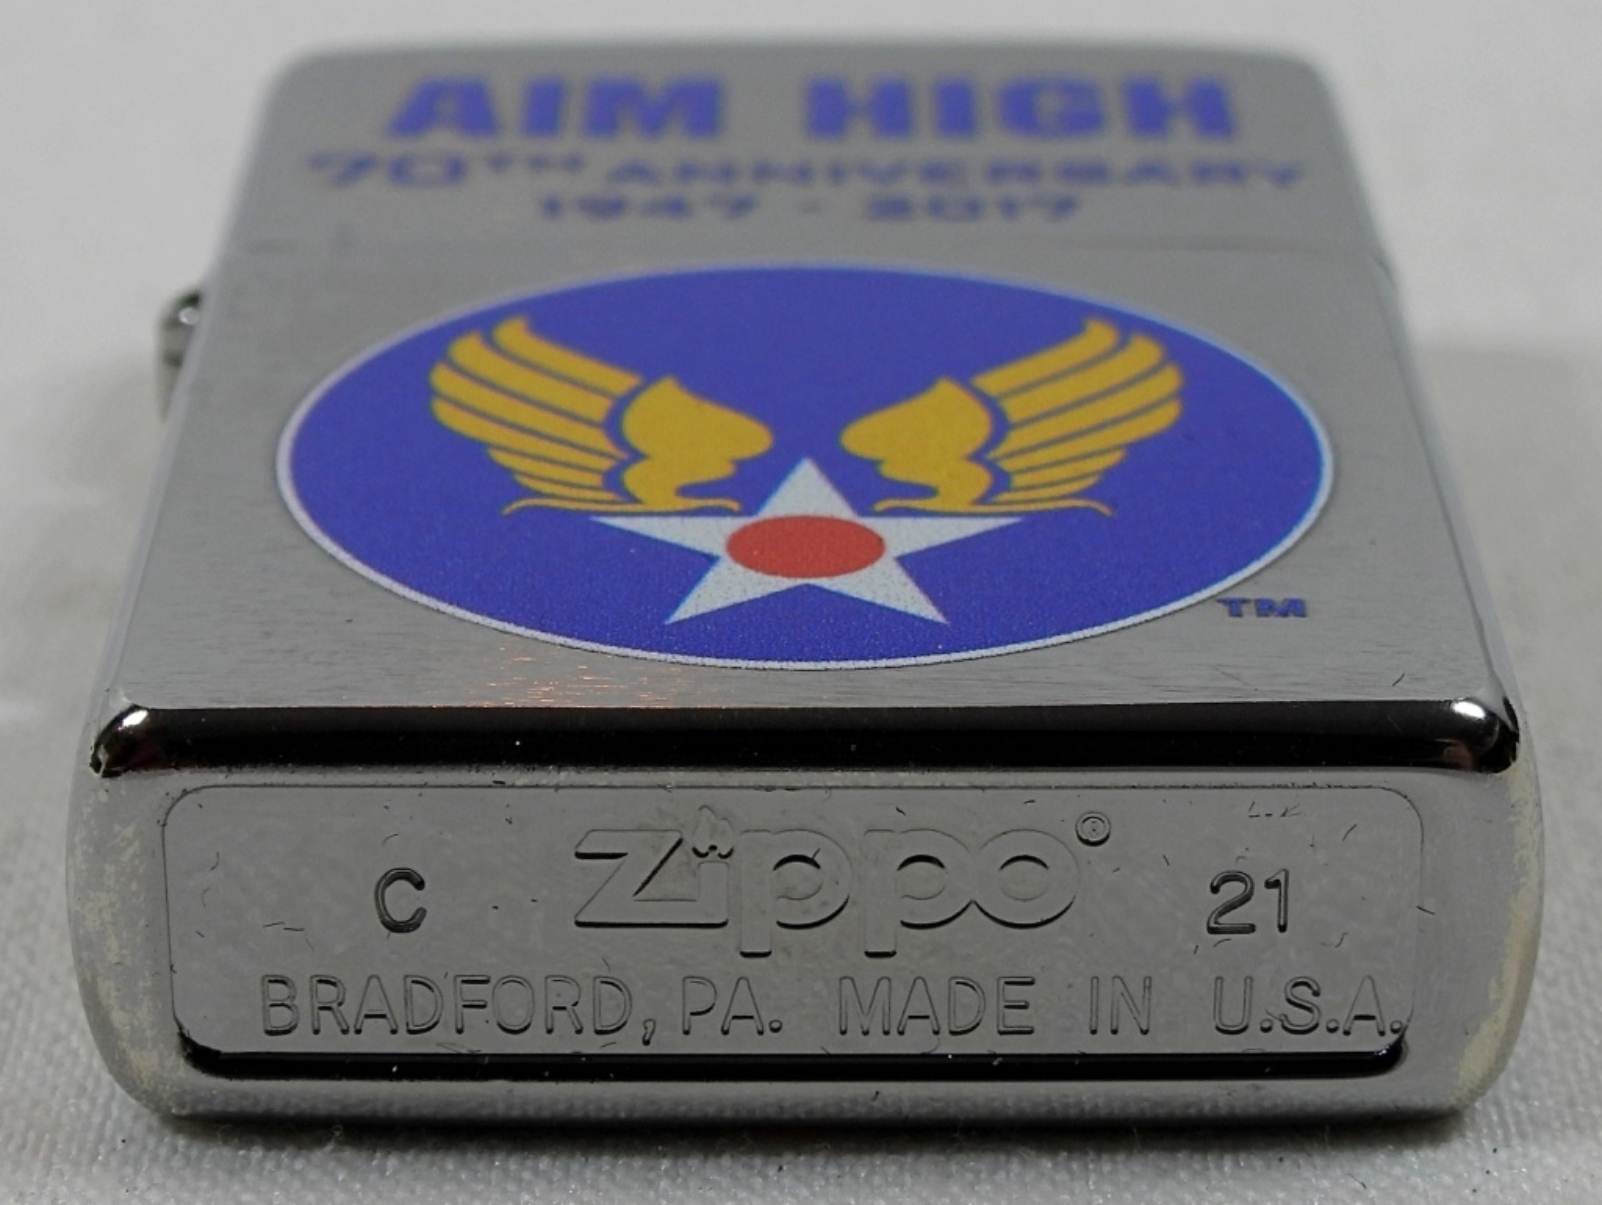 AIM HIGH
70TH ANNIVERSARY
1947 - 2017
TM
C zippo® 21
BRADFORD, PA. MADE IN U.S.A.